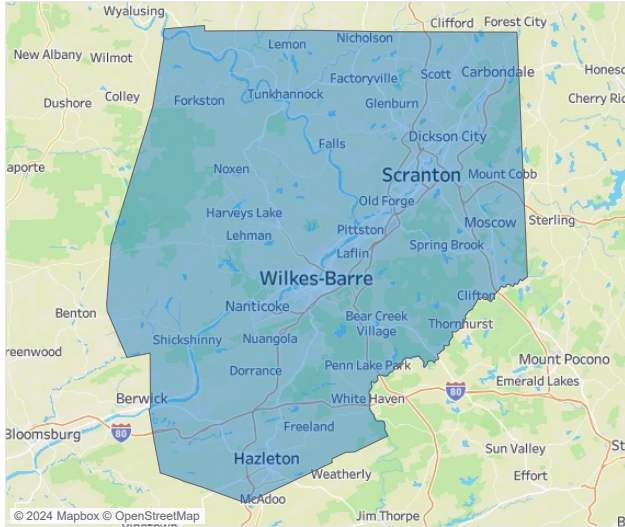 Wyalusing
Clifford
Forest City
New Albany
Wilmot
Lemon
Nicholson
Factoryville
Scott
Carbondale
Honeso
Dushore
Colley
Forkston
Tunkhannock
Glenburn
Cherry Ric
Falls
Dickson City
aporte
Noxen
Scranton
Mount Cobb
Old Forge
Harveys Lake
Lehman
Pittston
Moscow
Sterling
Laflin
Spring Brook
Wilkes-Barre
Clifton
Benton
Nanticoke
Bear Creek
Village
Thornhurst
reenwood
Shickshinny
Nuangola
Mount Pocono
Dorrance
Penn Lake Park
Emerald Lakes
Berwick
White Haven
80
Bloomsburg
80
Freeland
St
Hazleton
Sun Valley
Weatherly
Effort
McAdoo
Jim Thorpe
B
© 2024 Mapbox © OpenStreetMap